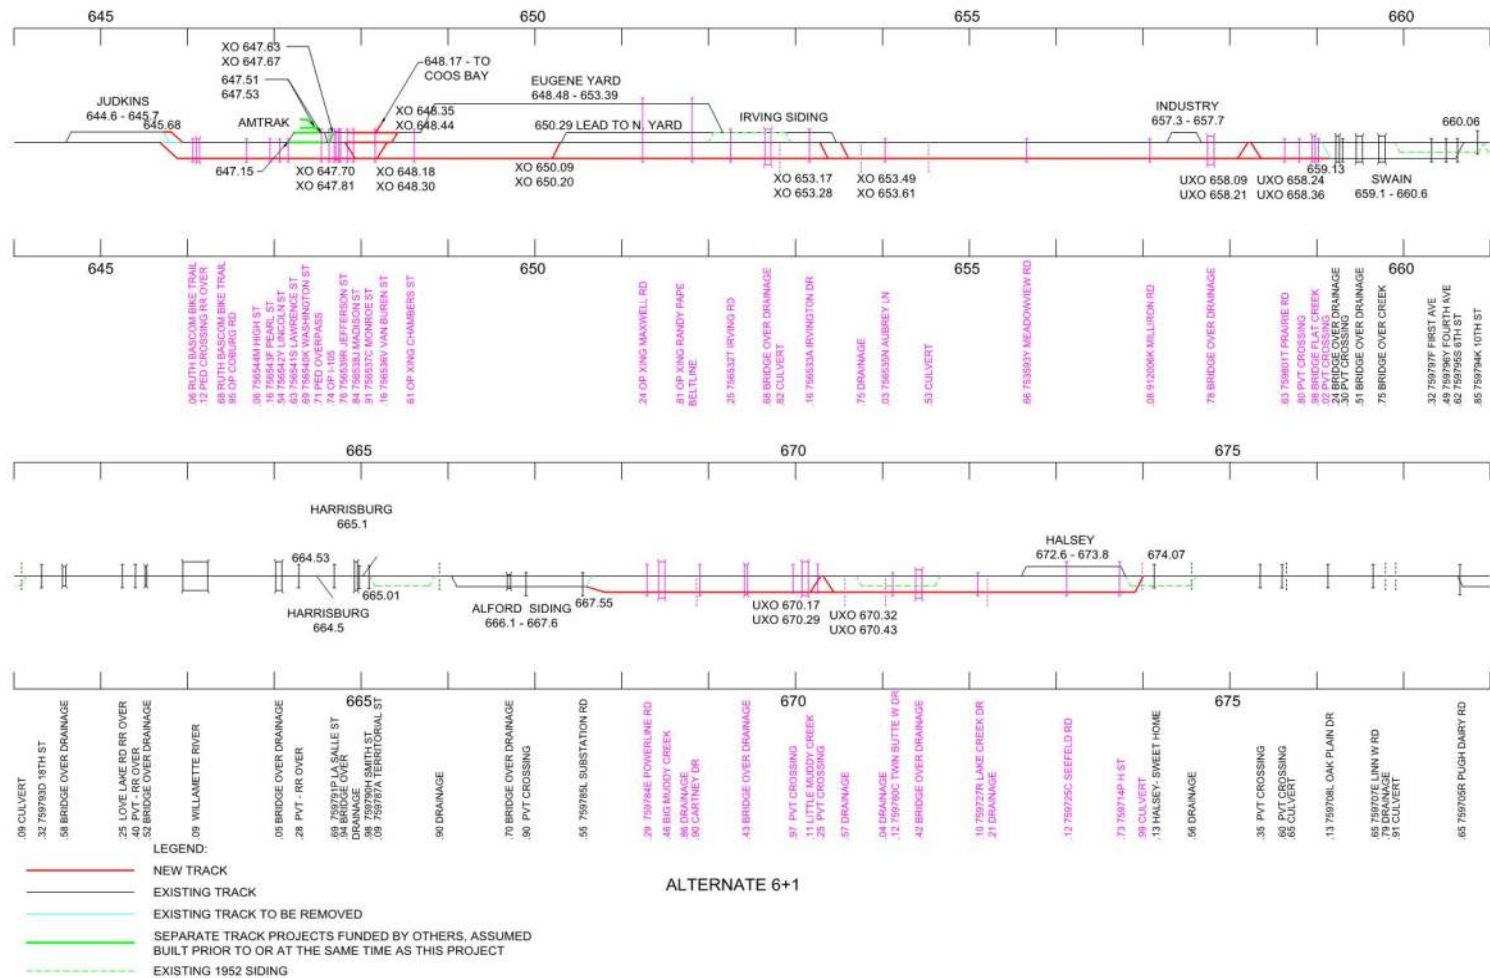 645 650 655 660
XO 647.63
XO 647.67
647.51
647.53
648.17 - TO
COOS BAY
EUGENE YARD
648.48 - 653.39
JUDKINS
644.6 - 645.7
645.68
AMTRAK
XO 648.35
XO 648.44
650.29 LEAD TO N. YARD
IRVING SIDING
INDUSTRY
657.3 - 657.7
660.06
647.15
XO 647.70
XO 647.81
XO 648.18
XO 648.30
XO 650.09
XO 650.20
XO 653.17
XO 653.28
XO 653.49
XO 653.61
UXO 658.09
UXO 658.21
UXO 658.24
UXO 658.36
659.13
SWAIN
659.1 - 660.6
645 650 655 660
.06 RUTH BASCOM BIKE TRAIL
.12 PED CROSSING RR OVER
.68 RUTH BASCOM BIKE TRAIL
.95 OP COBURG RD
.06 756544M HIGH ST
.16 756543F PEARL ST
.54 756542Y LINCOLN ST
.63 756541S LAWRENCE ST
.69 756540K WASHINGTON ST
.71 PED OVERPASS
.74 OP I-105
.76 756539R JEFFERSON ST
.84 756538J MADISON ST
.91 756537C MONROE ST
.16 756536V VAN BUREN ST
.61 OP XING CHAMBERS ST
.24 OP XING MAXWELL RD
.81 OP XING RANDY PAPE
BELTLINE
.25 756532T IRVING RD
.68 BRIDGE OVER DRAINAGE
.82 CULVERT
.16 756533A IRVINGTON DR
.75 DRAINAGE
.03 756535N AUBREY LN
.53 CULVERT
.66 753593Y MEADOWVIEW RD
.08 912006K MILLIRON RD
.78 BRIDGE OVER DRAINAGE
.63 759801T PRAIRIE RD
.80 PVT CROSSING
.98 BRIDGE FLAT CREEK
.02 PVT CROSSING
.24 BRIDGE OVER DRAINAGE
.30 PVT CROSSING
.51 BRIDGE OVER DRAINAGE
.75 BRIDGE OVER CREEK
.32 759797F FIRST AVE
.49 759796Y FOURTH AVE
.62 759795S 6TH ST
.85 759794K 10TH ST
665 670 675
HARRISBURG
665.1
664.53
HARRISBURG
664.5
665.01
ALFORD SIDING
666.1 - 667.6
667.55
UXO 670.17
UXO 670.29
UXO 670.32
UXO 670.43
HALSEY
672.6 - 673.8
674.07
665 670 675
.09 CULVERT
.32 759793D 18TH ST
.58 BRIDGE OVER DRAINAGE
.25 LOVE LAKE RD RR OVER
.40 PVT - RR OVER
.52 BRIDGE OVER DRAINAGE
.09 WILLAMETTE RIVER
.05 BRIDGE OVER DRAINAGE
.28 PVT - RR OVER
.69 759791P LA SALLE ST
.94 BRIDGE OVER
DRAINAGE
.98 759790H SMITH ST
.09 759787A TERRITORIAL ST
.90 DRAINAGE
.70 BRIDGE OVER DRAINAGE
.90 PVT CROSSING
.55 759785L SUBSTATION RD
.29 759784E POWERLINE RD
.46 BIG MUDDY CREEK
.86 DRAINAGE
.90 CARTNEY DR
.43 BRIDGE OVER DRAINAGE
.97 PVT CROSSING
.11 LITTLE MUDDY CREEK
.25 PVT CROSSING
.57 DRAINAGE
.04 DRAINAGE
.12 759780C TWIN BUTTE W DR
.42 BRIDGE OVER DRAINAGE
.10 759727R LAKE CREEK DR
.21 DRAINAGE
.12 759725C SEEFELD RD
.73 759714P H ST
.99 CULVERT
.13 HALSEY- SWEET HOME
.56 DRAINAGE
.35 PVT CROSSING
.60 PVT CROSSING
.65 CULVERT
.13 759708L OAK PLAIN DR
.65 759707E LINN W RD
.79 DRAINAGE
.91 CULVERT
.65 759705R PUGH DAIRY RD
LEGEND:
NEW TRACK
EXISTING TRACK
EXISTING TRACK TO BE REMOVED
SEPARATE TRACK PROJECTS FUNDED BY OTHERS, ASSUMED
BUILT PRIOR TO OR AT THE SAME TIME AS THIS PROJECT
EXISTING 1952 SIDING
ALTERNATE 6+1